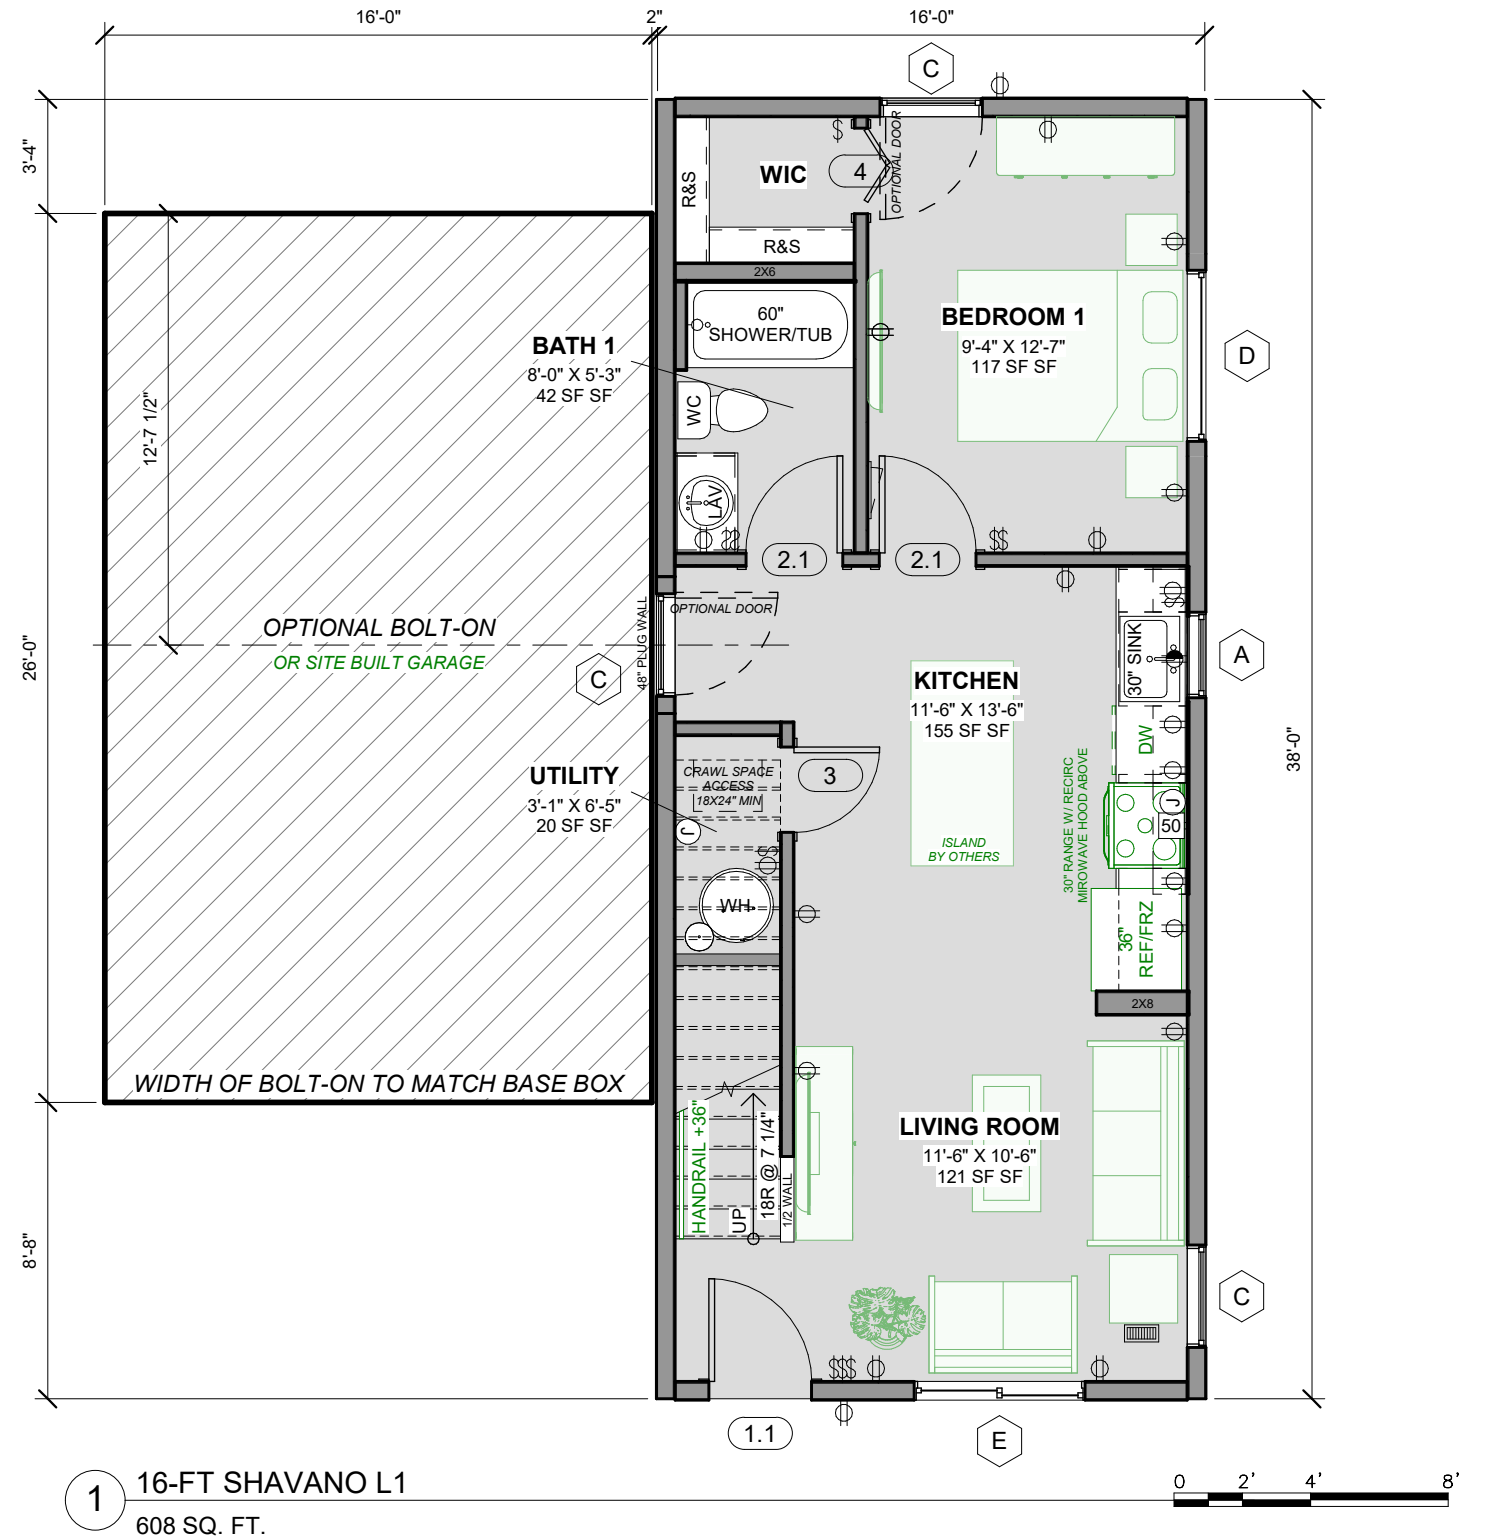 16'-0"
2"
16'-0"
C
3'-4"
WIC
4
OPTIONAL DOOR
R&S
R&S
2X6
60"
SHOWER/TUB
BATH 1
8'-0" X 5'-3"
42 SF SF
WC
LAV
BEDROOM 1
9'-4" X 12'-7"
117 SF SF
D
12'-7 1/2"
2.1
2.1
OPTIONAL DOOR
48" PLUG WALL
OPTIONAL BOLT-ON
OR SITE BUILT GARAGE
26'-0"
C
30" SINK
A
KITCHEN
11'-6" X 13'-6"
155 SF SF
DW
38'-0"
UTILITY
3'-1" X 6'-5"
20 SF SF
CRAWL SPACE
ACCESS
18X24" MIN
3
J
30" RANGE W/ RECIRC
MIROWAVE HOOD ABOVE
J
50
ISLAND
BY OTHERS
WH
36"
REF/FRZ
2X8
WIDTH OF BOLT-ON TO MATCH BASE BOX
HANDRAIL +36"
UP
18R @ 7 1/4"
1/2 WALL
LIVING ROOM
11'-6" X 10'-6"
121 SF SF
8'-8"
C
1.1
E
1
16-FT SHAVANO L1
608 SQ. FT.
0 2' 4' 8'